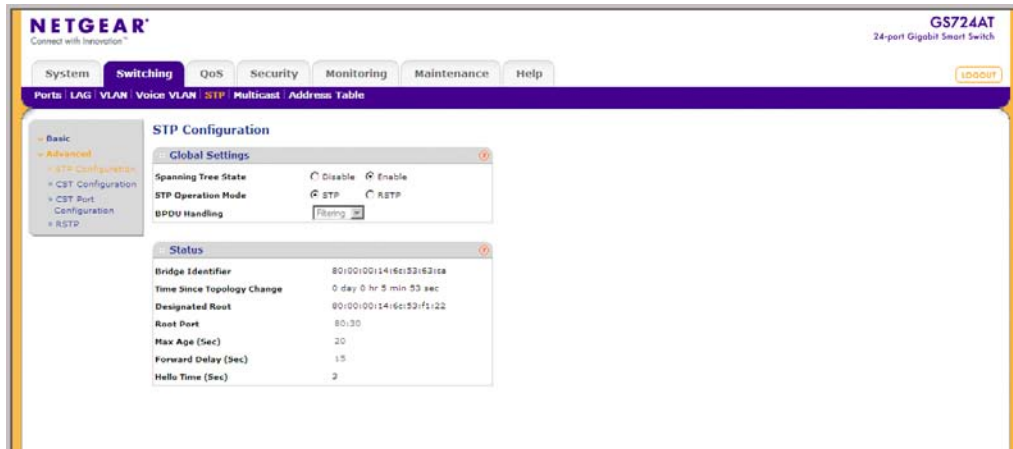 NETGEAR
Connect with Innovation™
GS724AT
24-port Gigabit Smart Switch
System Switching QoS Security Monitoring Maintenance Help
LOGOUT
Ports LAG VLAN Voice VLAN STP Multicast Address Table
Basic
Advanced
STP Configuration
CST Configuration
CST Port
Configuration
RSTP
STP Configuration
Global Settings
Spanning Tree State Disable Enable
STP Operation Mode STP RSTP
BPDU Handling Filtering
Status
Bridge Identifier 80:00:00:14:6c:53:63:ca
Time Since Topology Change 0 day 0 hr 5 min 53 sec
Designated Root 80:00:00:14:6c:53:f1:22
Root Port 80:30
Max Age (Sec) 20
Forward Delay (Sec) 15
Hello Time (Sec)